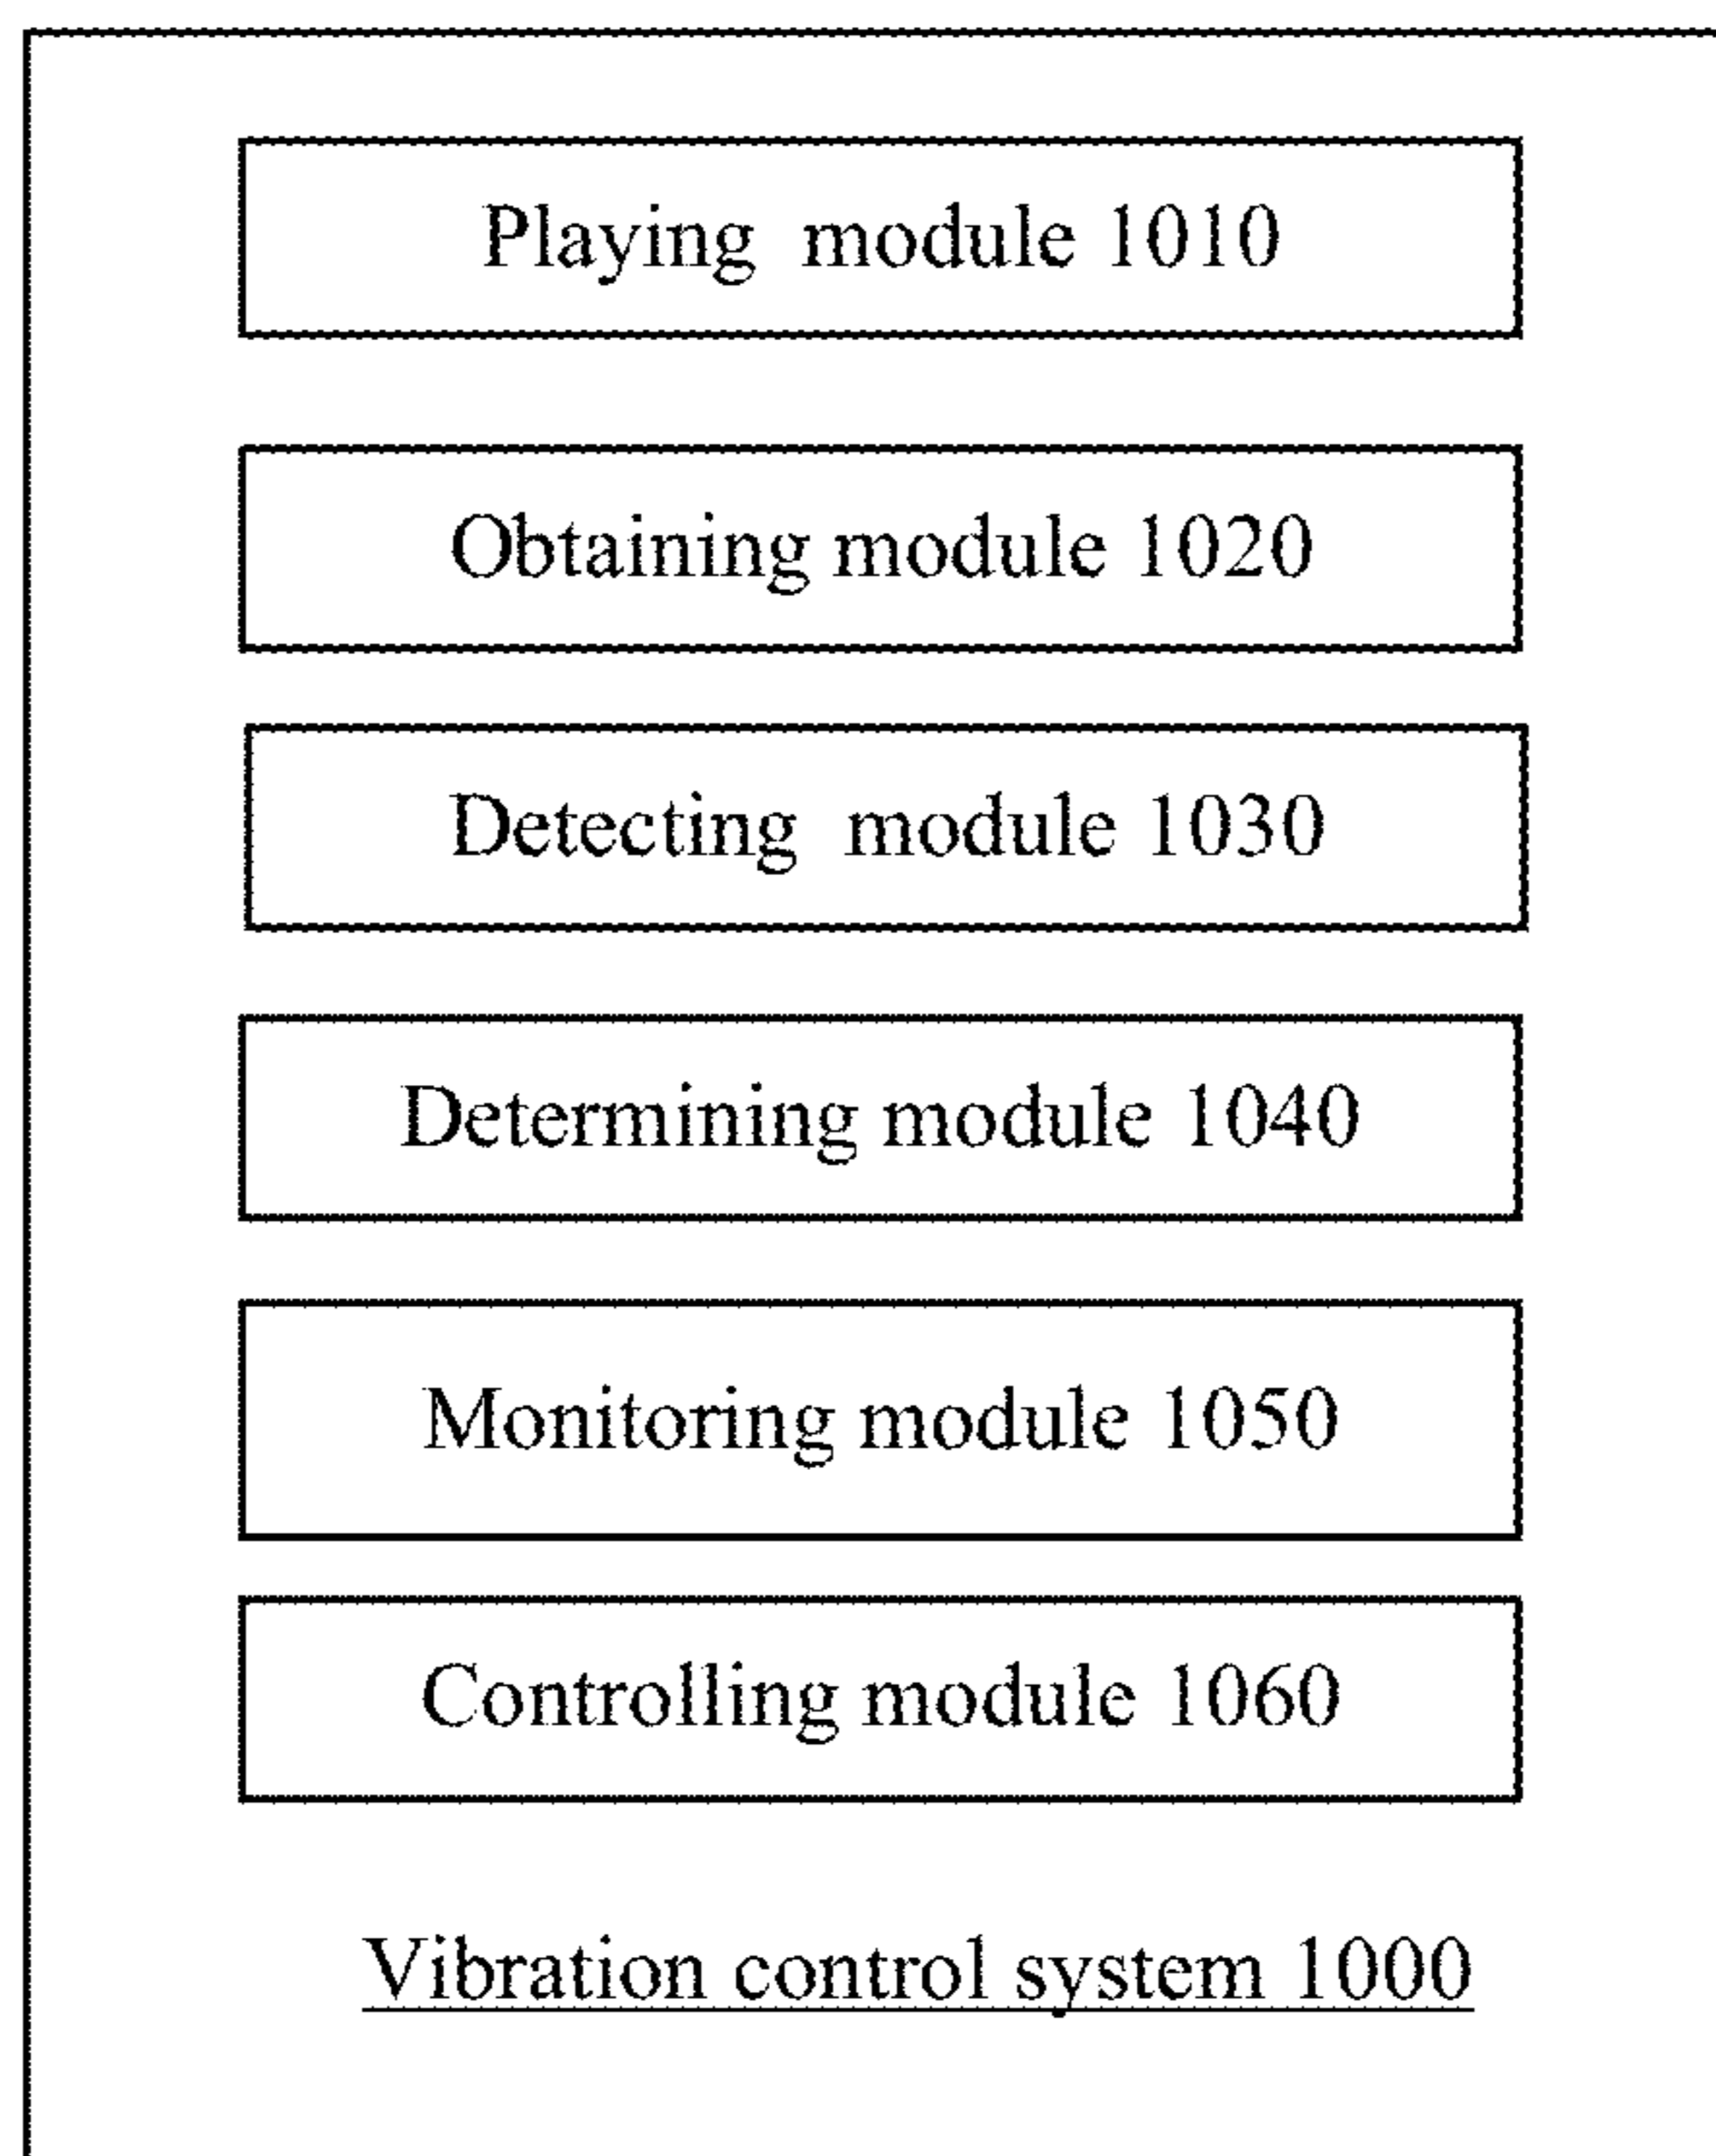 Playing module 1010
Obtaining module 1020
Detecting module 1030
Determining module 1040
Monitoring module 1050
Controlling module 1060
Vibration control system 1000